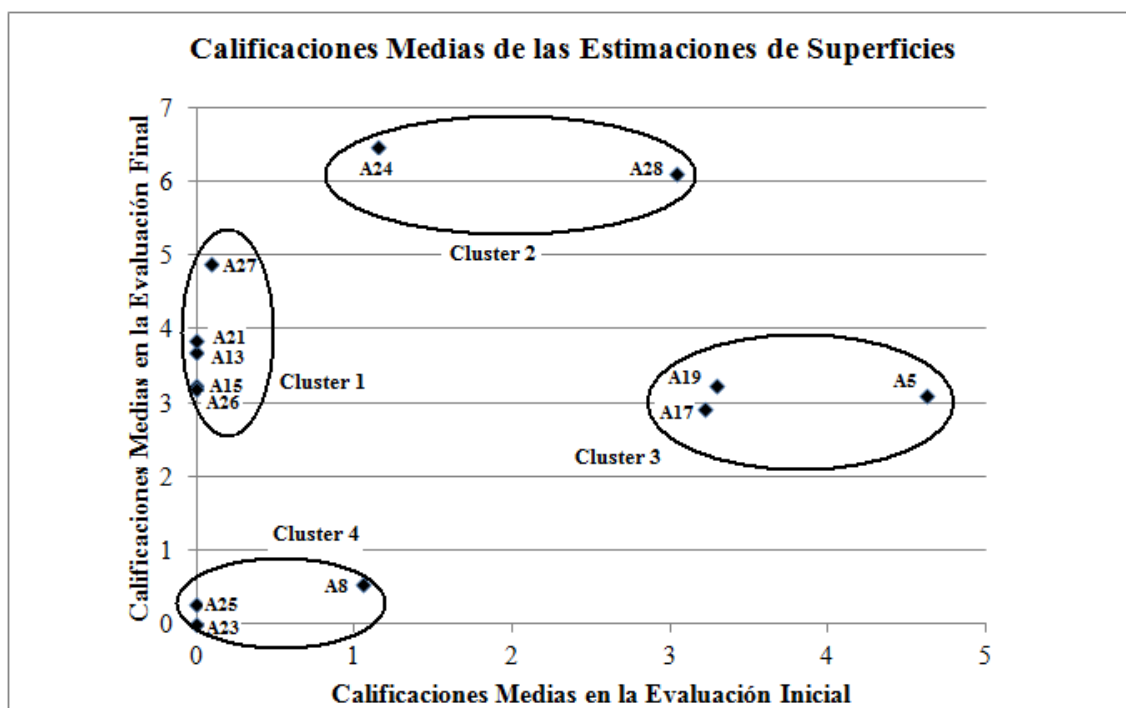 Calificaciones Medias de las Estimaciones de Superficies
Calificaciones Medias en la Evaluación Final
7
6
5
4
3
2
1
0
A24
A28
Cluster 2
A27
A21
A13
A15
A26
Cluster 1
A19
A5
A17
Cluster 3
Cluster 4
A8
A25
A23
0 1 2 3 4 5
Calificaciones Medias en la Evaluación Inicial